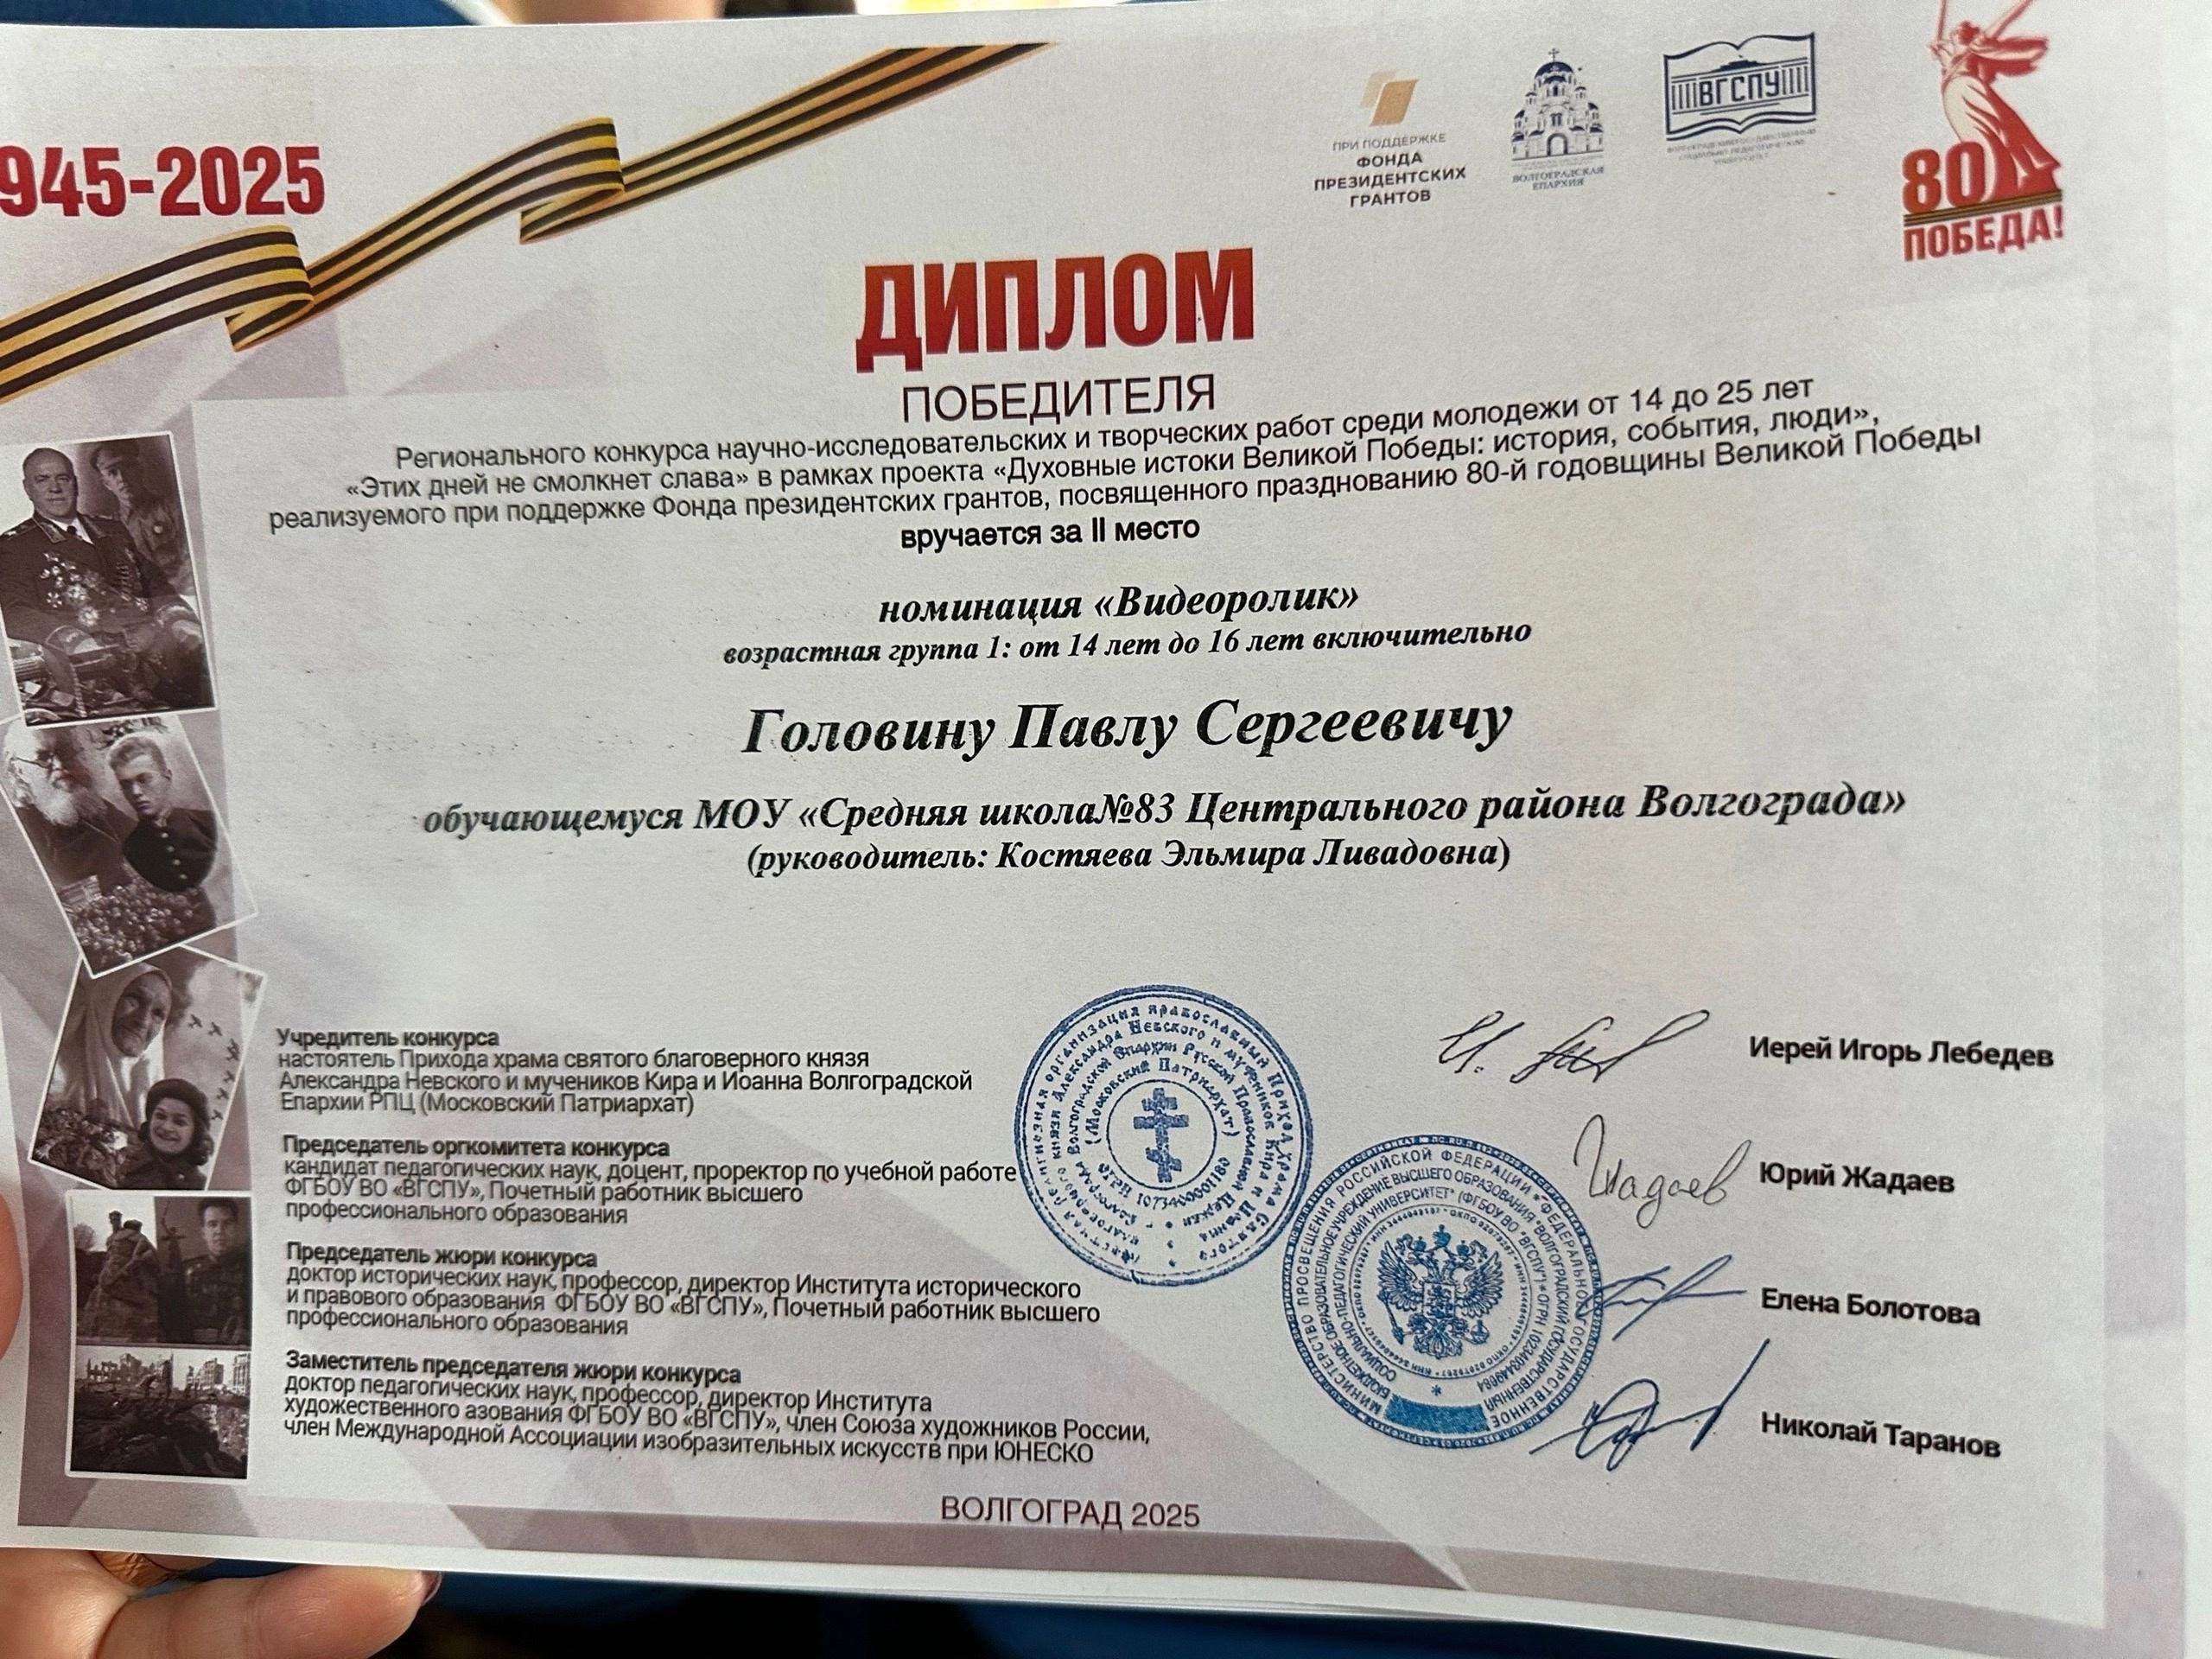 945-2025
ПРИ ПОДДЕРЖКЕ
ФОНДА
ПРЕЗИДЕНТСКИХ
ГРАНТОВ
ВОЛГОГРАДСКАЯ
ЕПАРХИЯ
ВГСПУ
80
ПОБЕДА!
ДИПЛОМ
ПОБЕДИТЕЛЯ
Регионального конкурса научно-исследовательских и творческих работ среди молодежи от 14 до 25 лет
«Этих дней не смолкнет слава» в рамках проекта «Духовные истоки Великой Победы: история, события, люди»,
реализуемого при поддержке Фонда президентских грантов, посвященного празднованию 80-й годовщины Великой Победы
вручается за II место
номинация «Видеоролик»
возрастная группа 1: от 14 лет до 16 лет включительно
Головину Павлу Сергеевичу
обучающемуся МОУ «Средняя школа№83 Центрального района Волгограда»
(руководитель: Костяева Эльмира Ливадовна)
Учредитель конкурса
настоятель Прихода храма святого благоверного князя
Александра Невского и мучеников Кира и Иоанна Волгоградской
Епархии РПЦ (Московский Патриархат)
Иерей Игорь Лебедев
Председатель оргкомитета конкурса
кандидат педагогических наук, доцент, проректор по учебной работе
ФГБОУ ВО «ВГСПУ», Почетный работник высшего
профессионального образования
Юрий Жадаев
Председатель жюри конкурса
доктор исторических наук, профессор, директор Института исторического
и правового образования ФГБОУ ВО «ВГСПУ», Почетный работник высшего
профессионального образования
Елена Болотова
Заместитель председателя жюри конкурса
доктор педагогических наук, профессор, директор Института
художественного азования ФГБОУ ВО «ВГСПУ», член Союза художников России,
член Международной Ассоциации изобразительных искусств при ЮНЕСКО
Николай Таранов
ВОЛГОГРАД 2025